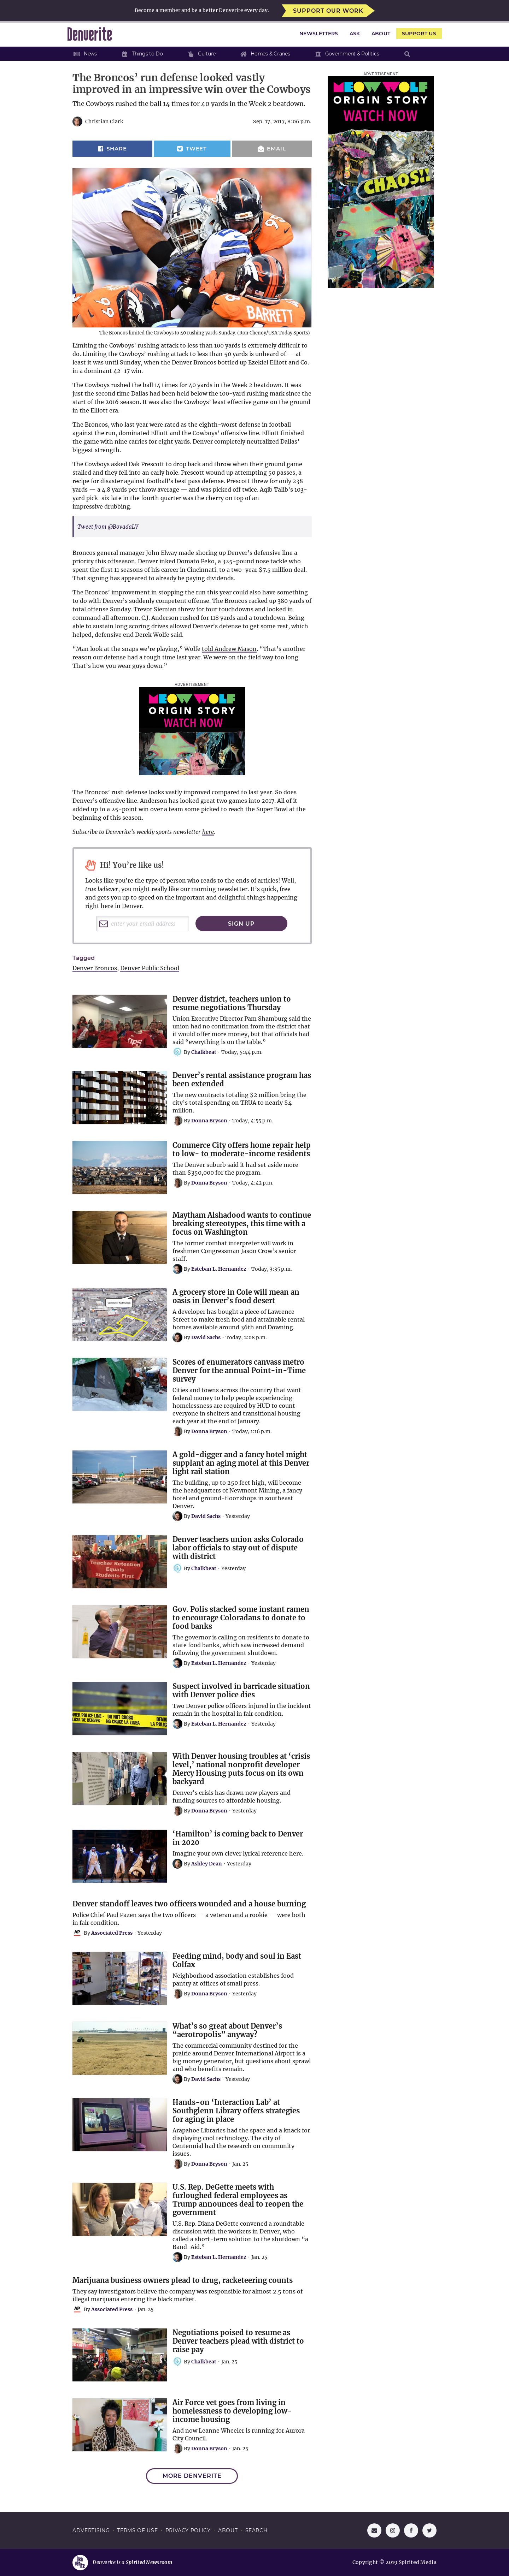 Become a member and be a better Denverite every day.
SUPPORT OUR WORK
Denverite
NEWSLETTERS
ASK
ABOUT
SUPPORT US
News
Things to Do
Culture
Homes & Cranes
Government & Politics
The Broncos' run defense looked vastly
improved in an impressive win over the Cowboys
The Cowboys rushed the ball 14 times for 40 yards in the Week 2 beatdown.
Christian Clark
Sep. 17, 2017, 8:06 p.m.
SHARE
TWEET
EMAIL
BARRETT
The Broncos limited the Cowboys to 40 rushing yards Sunday. (Ron Chenoy/USA Today Sports)
Limiting the Cowboys' rushing attack to less than 100 yards is extremely difficult to
do. Limiting the Cowboys' rushing attack to less than 50 yards is unheard of — at
least it was until Sunday, when the Denver Broncos bottled up Ezekiel Elliott and Co.
in a dominant 42-17 win.
The Cowboys rushed the ball 14 times for 40 yards in the Week 2 beatdown. It was
just the second time Dallas had been held below the 100-yard rushing mark since the
start of the 2016 season. It was also the Cowboys' least effective game on the ground
in the Elliott era.
The Broncos, who last year were rated as the eighth-worst defense in football
against the run, dominated Elliott and the Cowboys' offensive line. Elliott finished
the game with nine carries for eight yards. Denver completely neutralized Dallas'
biggest strength.
The Cowboys asked Dak Prescott to drop back and throw when their ground game
stalled and they fell into an early hole. Prescott wound up attempting 50 passes, a
recipe for disaster against football's best pass defense. Prescott threw for only 238
yards — a 4.8 yards per throw average — and was picked off twice. Aqib Talib's 103-
yard pick-six late in the fourth quarter was the cherry on top of an
impressive drubbing.
Tweet from @BovadaLV
Broncos general manager John Elway made shoring up Denver's defensive line a
priority this offseason. Denver inked Domato Peko, a 325-pound nose tackle who
spent the first 11 seasons of his career in Cincinnati, to a two-year $7.5 million deal.
That signing has appeared to already be paying dividends.
The Broncos' improvement in stopping the run this year could also have something
to do with Denver's suddenly competent offense. The Broncos racked up 380 yards of
total offense Sunday. Trevor Siemian threw for four touchdowns and looked in
command all afternoon. C.J. Anderson rushed for 118 yards and a touchdown. Being
able to sustain long scoring drives allowed Denver's defense to get some rest, which
helped, defensive end Derek Wolfe said.
"Man look at the snaps we're playing," Wolfe told Andrew Mason. "That's another
reason our defense had a tough time last year. We were on the field way too long.
That's how you wear guys down."
ADVERTISEMENT
MEOW WOLF
ORIGIN STORY
WATCH NOW
The Broncos' rush defense looks vastly improved compared to last year. So does
Denver's offensive line. Anderson has looked great two games into 2017. All of it
added up to a 25-point win over a team some picked to reach the Super Bowl at the
beginning of this season.
Subscribe to Denverite's weekly sports newsletter here.
Hi! You're like us!
Looks like you're the type of person who reads to the ends of articles! Well,
true believer, you might really like our morning newsletter. It's quick, free
and gets you up to speed on the important and delightful things happening
right here in Denver.
enter your email address
SIGN UP
Tagged
Denver Broncos, Denver Public School
Denver district, teachers union to
resume negotiations Thursday
Union Executive Director Pam Shamburg said the
union had no confirmation from the district that
it would offer more money, but that officials had
said "everything is on the table."
By Chalkbeat - Today, 5:44 p.m.
Denver's rental assistance program has
been extended
The new contracts totaling $2 million bring the
city's total spending on TRUA to nearly $4
million.
By Donna Bryson - Today, 4:55 p.m.
Commerce City offers home repair help
to low- to moderate-income residents
The Denver suburb said it had set aside more
than $350,000 for the program.
By Donna Bryson - Today, 4:42 p.m.
Maytham Alshadood wants to continue
breaking stereotypes, this time with a
focus on Washington
The former combat interpreter will work in
freshmen Congressman Jason Crow's senior
staff.
By Esteban L. Hernandez - Today, 3:35 p.m.
A grocery store in Cole will mean an
oasis in Denver's food desert
A developer has bought a piece of Lawrence
Street to make fresh food and attainable rental
homes available around 36th and Downing.
By David Sachs - Today, 2:08 p.m.
Scores of enumerators canvass metro
Denver for the annual Point-in-Time
survey
Cities and towns across the country that want
federal money to help people experiencing
homelessness are required by HUD to count
everyone in shelters and transitional housing
each year at the end of January.
By Donna Bryson - Today, 1:16 p.m.
A gold-digger and a fancy hotel might
supplant an aging motel at this Denver
light rail station
The building, up to 250 feet high, will become
the headquarters of Newmont Mining, a fancy
hotel and ground-floor shops in southeast
Denver.
By David Sachs - Yesterday
Teacher Retention
Equals
Students First
Denver teachers union asks Colorado
labor officials to stay out of dispute
with district
By Chalkbeat - Yesterday
Gov. Polis stacked some instant ramen
to encourage Coloradans to donate to
food banks
The governor is calling on residents to donate to
state food banks, which saw increased demand
following the government shutdown.
By Esteban L. Hernandez - Yesterday
Suspect involved in barricade situation
with Denver police dies
Two Denver police officers injured in the incident
remain in the hospital in fair condition.
By Esteban L. Hernandez - Yesterday
With Denver housing troubles at 'crisis
level,' national nonprofit developer
Mercy Housing puts focus on its own
backyard
Denver's crisis has drawn new players and
funding sources to affordable housing.
By Donna Bryson - Yesterday
'Hamilton' is coming back to Denver
in 2020
Imagine your own clever lyrical reference here.
By Ashley Dean - Yesterday
Denver standoff leaves two officers wounded and a house burning
Police Chief Paul Pazen says the two officers — a veteran and a rookie — were both
in fair condition.
AP By Associated Press - Yesterday
Feeding mind, body and soul in East
Colfax
Neighborhood association establishes food
pantry at offices of small press.
By Donna Bryson - Yesterday
What's so great about Denver's
"aerotropolis" anyway?
The commercial community destined for the
prairie around Denver International Airport is a
big money generator, but questions about sprawl
and who benefits remain.
By David Sachs - Yesterday
Hands-on 'Interaction Lab' at
Southglenn Library offers strategies
for aging in place
Arapahoe Libraries had the space and a knack for
displaying cool technology. The city of
Centennial had the research on community
issues.
By Donna Bryson - Jan. 25
U.S. Rep. DeGette meets with
furloughed federal employees as
Trump announces deal to reopen the
government
U.S. Rep. Diana DeGette convened a roundtable
discussion with the workers in Denver, who
called a short-term solution to the shutdown "a
Band-Aid."
By Esteban L. Hernandez - Jan. 25
Marijuana business owners plead to drug, racketeering counts
They say investigators believe the company was responsible for almost 2.5 tons of
illegal marijuana entering the black market.
AP By Associated Press - Jan. 25
Negotiations poised to resume as
Denver teachers plead with district to
raise pay
By Chalkbeat - Jan. 25
Air Force vet goes from living in
homelessness to developing low-
income housing
And now Leanne Wheeler is running for Aurora
City Council.
By Donna Bryson - Jan. 25
MORE DENVERITE
ADVERTISEMENT
MEOW WOLF
ORIGIN STORY
WATCH NOW
CHAOS!!
ADVERTISING · TERMS OF USE · PRIVACY POLICY · ABOUT · SEARCH
Denverite is a Spirited Newsroom
Copyright © 2019 Spirited Media